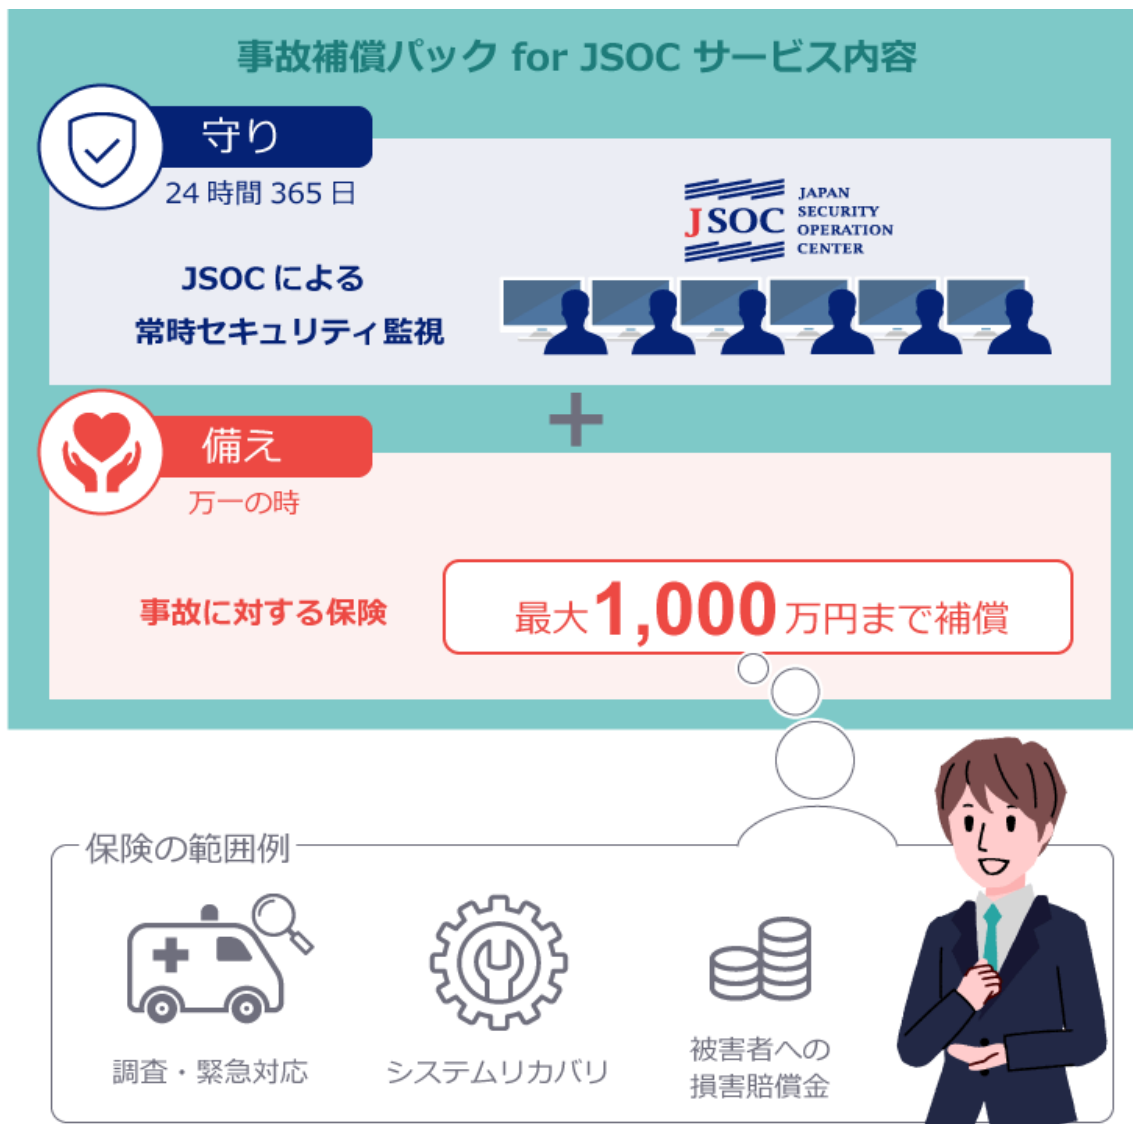 事故補償パック for JSOC サービス内容
守り
24時間365日
JSOCによる
常時セキュリティ監視
JSOC
JAPAN
SECURITY
OPERATION
CENTER
備え
万一の時
事故に対する保険
最大1,000万円まで補償
保険の範囲例
調査・緊急対応
システムリカバリ
被害者への
損害賠償金